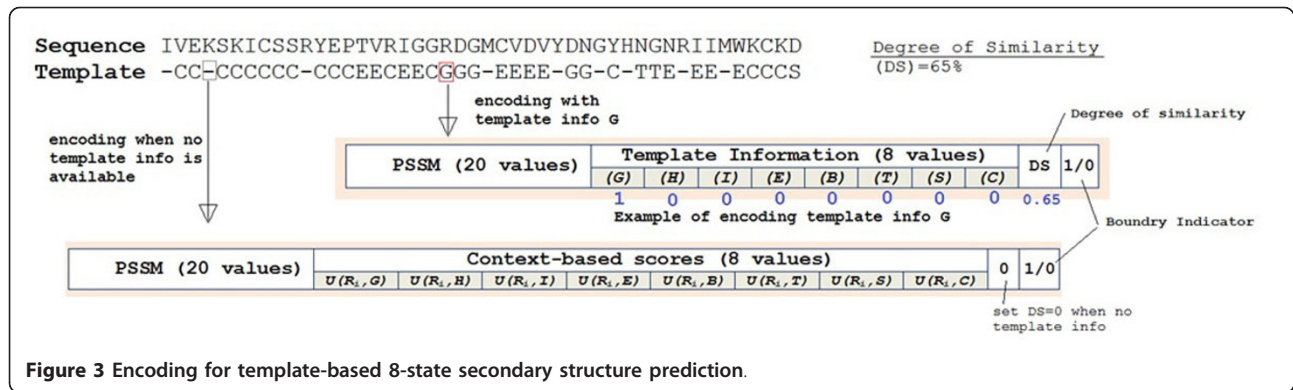 Sequence IVEKSKICSSRYEPTVRIGGRDGMCVDVYDNGYHNGNRIIMWKCKD
Template -CC-CCCCCC-CCCEECEECGGG-EEEE-GG-C-TTE-EE-ECCCS
Degree of Similarity
(DS)=65%
encoding with
template info G
encoding when no
template info is
available
Degree of similarity
PSSM (20 values) Template Information (8 values) DS 1/0
(G) (H) (I) (E) (B) (T) (S) (C)
1 0 0 0 0 0 0 0 0.65
Example of encoding template info G
Boundry Indicator
PSSM (20 values) Context-based scores (8 values) 0 1/0
U(Ri,G) U(Ri,H) U(Ri,I) U(Ri,E) U(Ri,B) U(Ri,T) U(Ri,S) U(Ri,C)
set DS=0 when no
template info
Figure 3 Encoding for template-based 8-state secondary structure prediction.